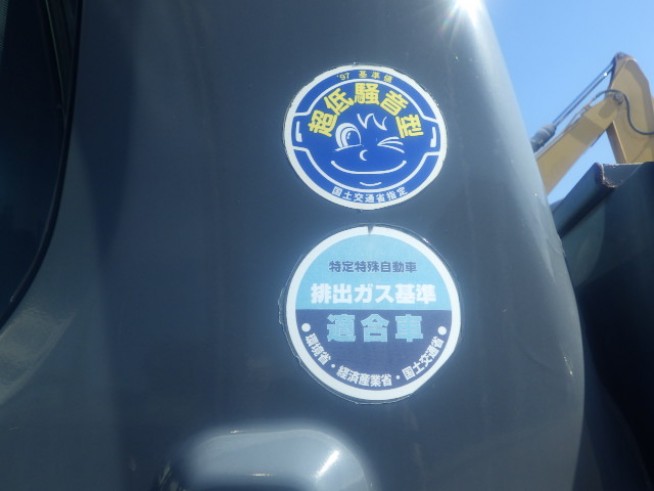 '97 基準値
超低騒音型
国土交通省指定
特定特殊自動車
排出ガス基準
適合車
●環境省・経済産業省・国土交通省●